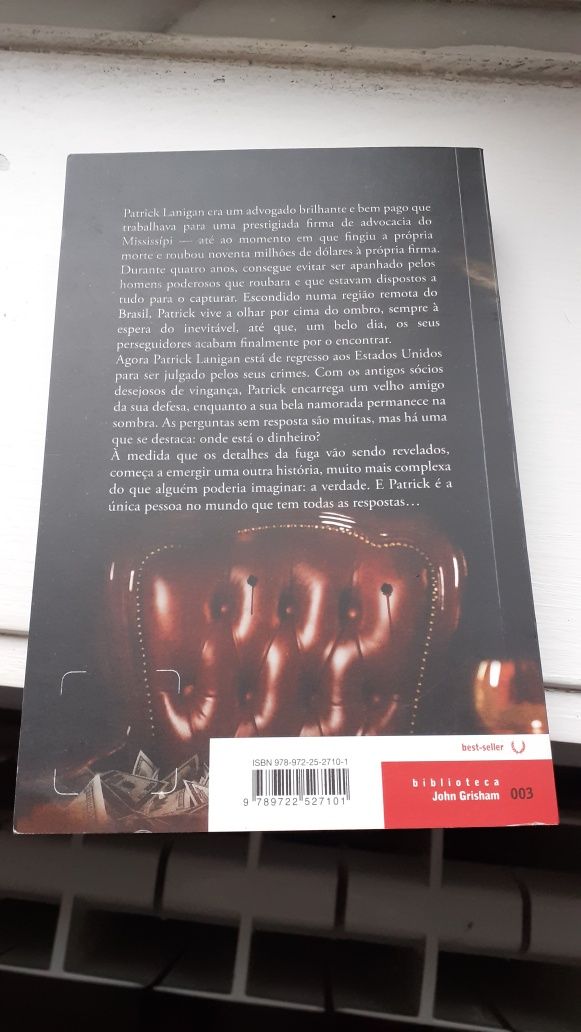 Patrick Lanigan era um advogado brilhante e bem pago que
trabalhava para uma prestigiada firma de advocacia do
Mississípi — até ao momento em que fingiu a própria
morte e roubou noventa milhões de dólares à própria firma.
Durante quatro anos, consegue evitar ser apanhado pelos
homens poderosos que roubara e que estavam dispostos a
tudo para o capturar. Escondido numa região remota do
Brasil, Patrick vive a olhar por cima do ombro, sempre à
espera do inevitável, até que, um belo dia, os seus
perseguidores acabam finalmente por o encontrar.
Agora Patrick Lanigan está de regresso aos Estados Unidos
para ser julgado pelos seus crimes. Com os antigos sócios
desejosos de vingança, Patrick encarrega um velho amigo
da sua defesa, enquanto a sua bela namorada permanece na
sombra. As perguntas sem resposta são muitas, mas há uma
que se destaca: onde está o dinheiro?
À medida que os detalhes da fuga vão sendo revelados,
começa a emergir uma outra história, muito mais complexa
do que alguém poderia imaginar: a verdade. E Patrick é a
única pessoa no mundo que tem todas as respostas…
best-seller
ISBN 978-972-25-2710-1
9 789722 527101
biblioteca
John Grisham 003